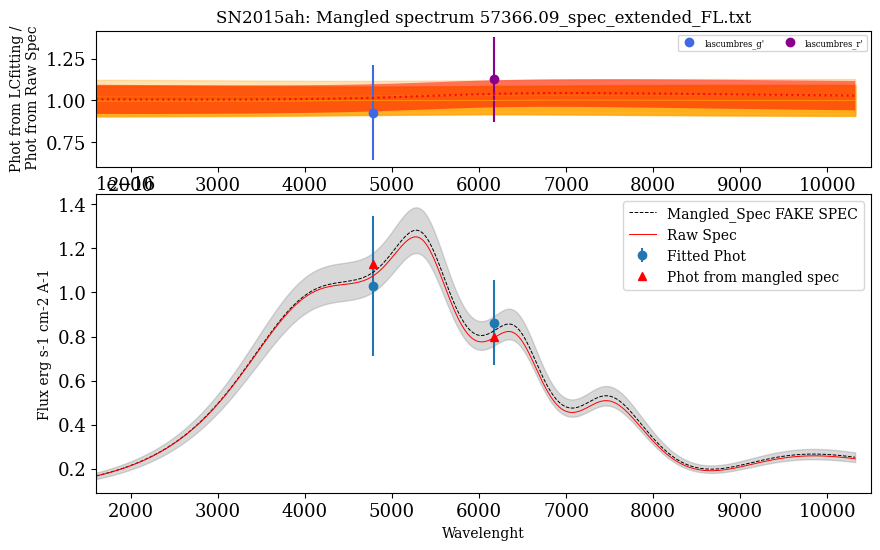 SN2015ah: Mangled spectrum 57366.09_spec_extended_FL.txt
Phot from LCfitting /
Phot from Raw Spec
1.25
1.00
0.75
lascumbres_g'
lascumbres_r'
2000 3000 4000 5000 6000 7000 8000 9000 10000
1e−16
Flux erg s-1 cm-2 A-1
1.4
1.2
1.0
0.8
0.6
0.4
0.2
Mangled_Spec FAKE SPEC
Raw Spec
Fitted Phot
Phot from mangled spec
2000 3000 4000 5000 6000 7000 8000 9000 10000
Wavelenght